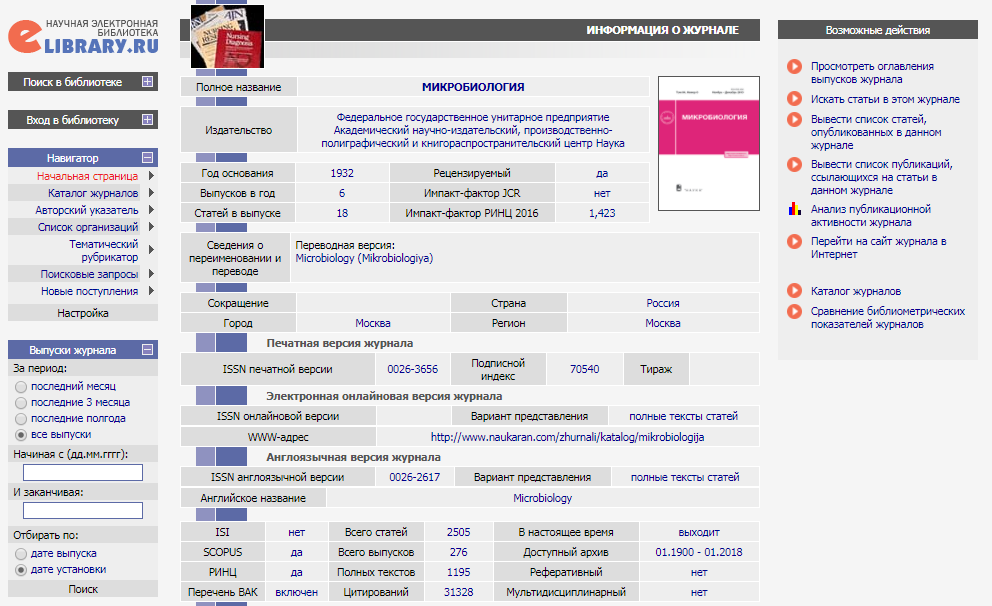 НАУЧНАЯ ЭЛЕКТРОННАЯ
БИБЛИОТЕКА
eLIBRARY.RU
Поиск в библиотеке
Вход в библиотеку
Навигатор
Начальная страница
Каталог журналов
Авторский указатель
Список организаций
Тематический
рубрикатор
Поисковые запросы
Новые поступления
Настройка
Выпуски журнала
За период:
последний месяц
последние 3 месяца
последние полгода
все выпуски
Начиная с (дд.мм.гггг):
И заканчивая:
Отбирать по:
дате выпуска
дате установки
Поиск
Nursing
Diagnosis
ИНФОРМАЦИЯ О ЖУРНАЛЕ
Полное название МИКРОБИОЛОГИЯ
Издательство
Федеральное государственное унитарное предприятие
Академический научно-издательский, производственно-
полиграфический и книгораспространительский центр Наука
Год основания 1932 Рецензируемый да
Выпусков в год 6 Импакт-фактор JCR нет
Статей в выпуске 18 Импакт-фактор РИНЦ 2016 1,423
МИКРОБИОЛОГИЯ
Сведения о
переименовании и
переводе
Переводная версия:
Microbiology (Mikrobiologiya)
Сокращение Страна Россия
Город Москва Регион Москва
Печатная версия журнала
ISSN печатной версии 0026-3656 Подписной
индекс 70540 Тираж
Электронная онлайновая версия журнала
ISSN онлайновой версии Вариант представления полные тексты статей
WWW-адрес http://www.naukaran.com/zhurnali/katalog/mikrobiologija
Англоязычная версия журнала
ISSN англоязычной версии 0026-2617 Вариант представления полные тексты статей
Английское название Microbiology
ISI нет Всего статей 2505 В настоящее время выходит
SCOPUS да Всего выпусков 276 Доступный архив 01.1900 - 01.2018
РИНЦ да Полных текстов 1195 Реферативный нет
Перечень ВАК включен Цитирований 31328 Мультидисциплинарный нет
Возможные действия
Просмотреть оглавления
выпусков журнала
Искать статьи в этом журнале
Вывести список статей,
опубликованных в данном
журнале
Вывести список публикаций,
ссылающихся на статьи в
данном журнале
Анализ публикационной
активности журнала
Перейти на сайт журнала в
Интернет
Каталог журналов
Сравнение библиометрических
показателей журналов